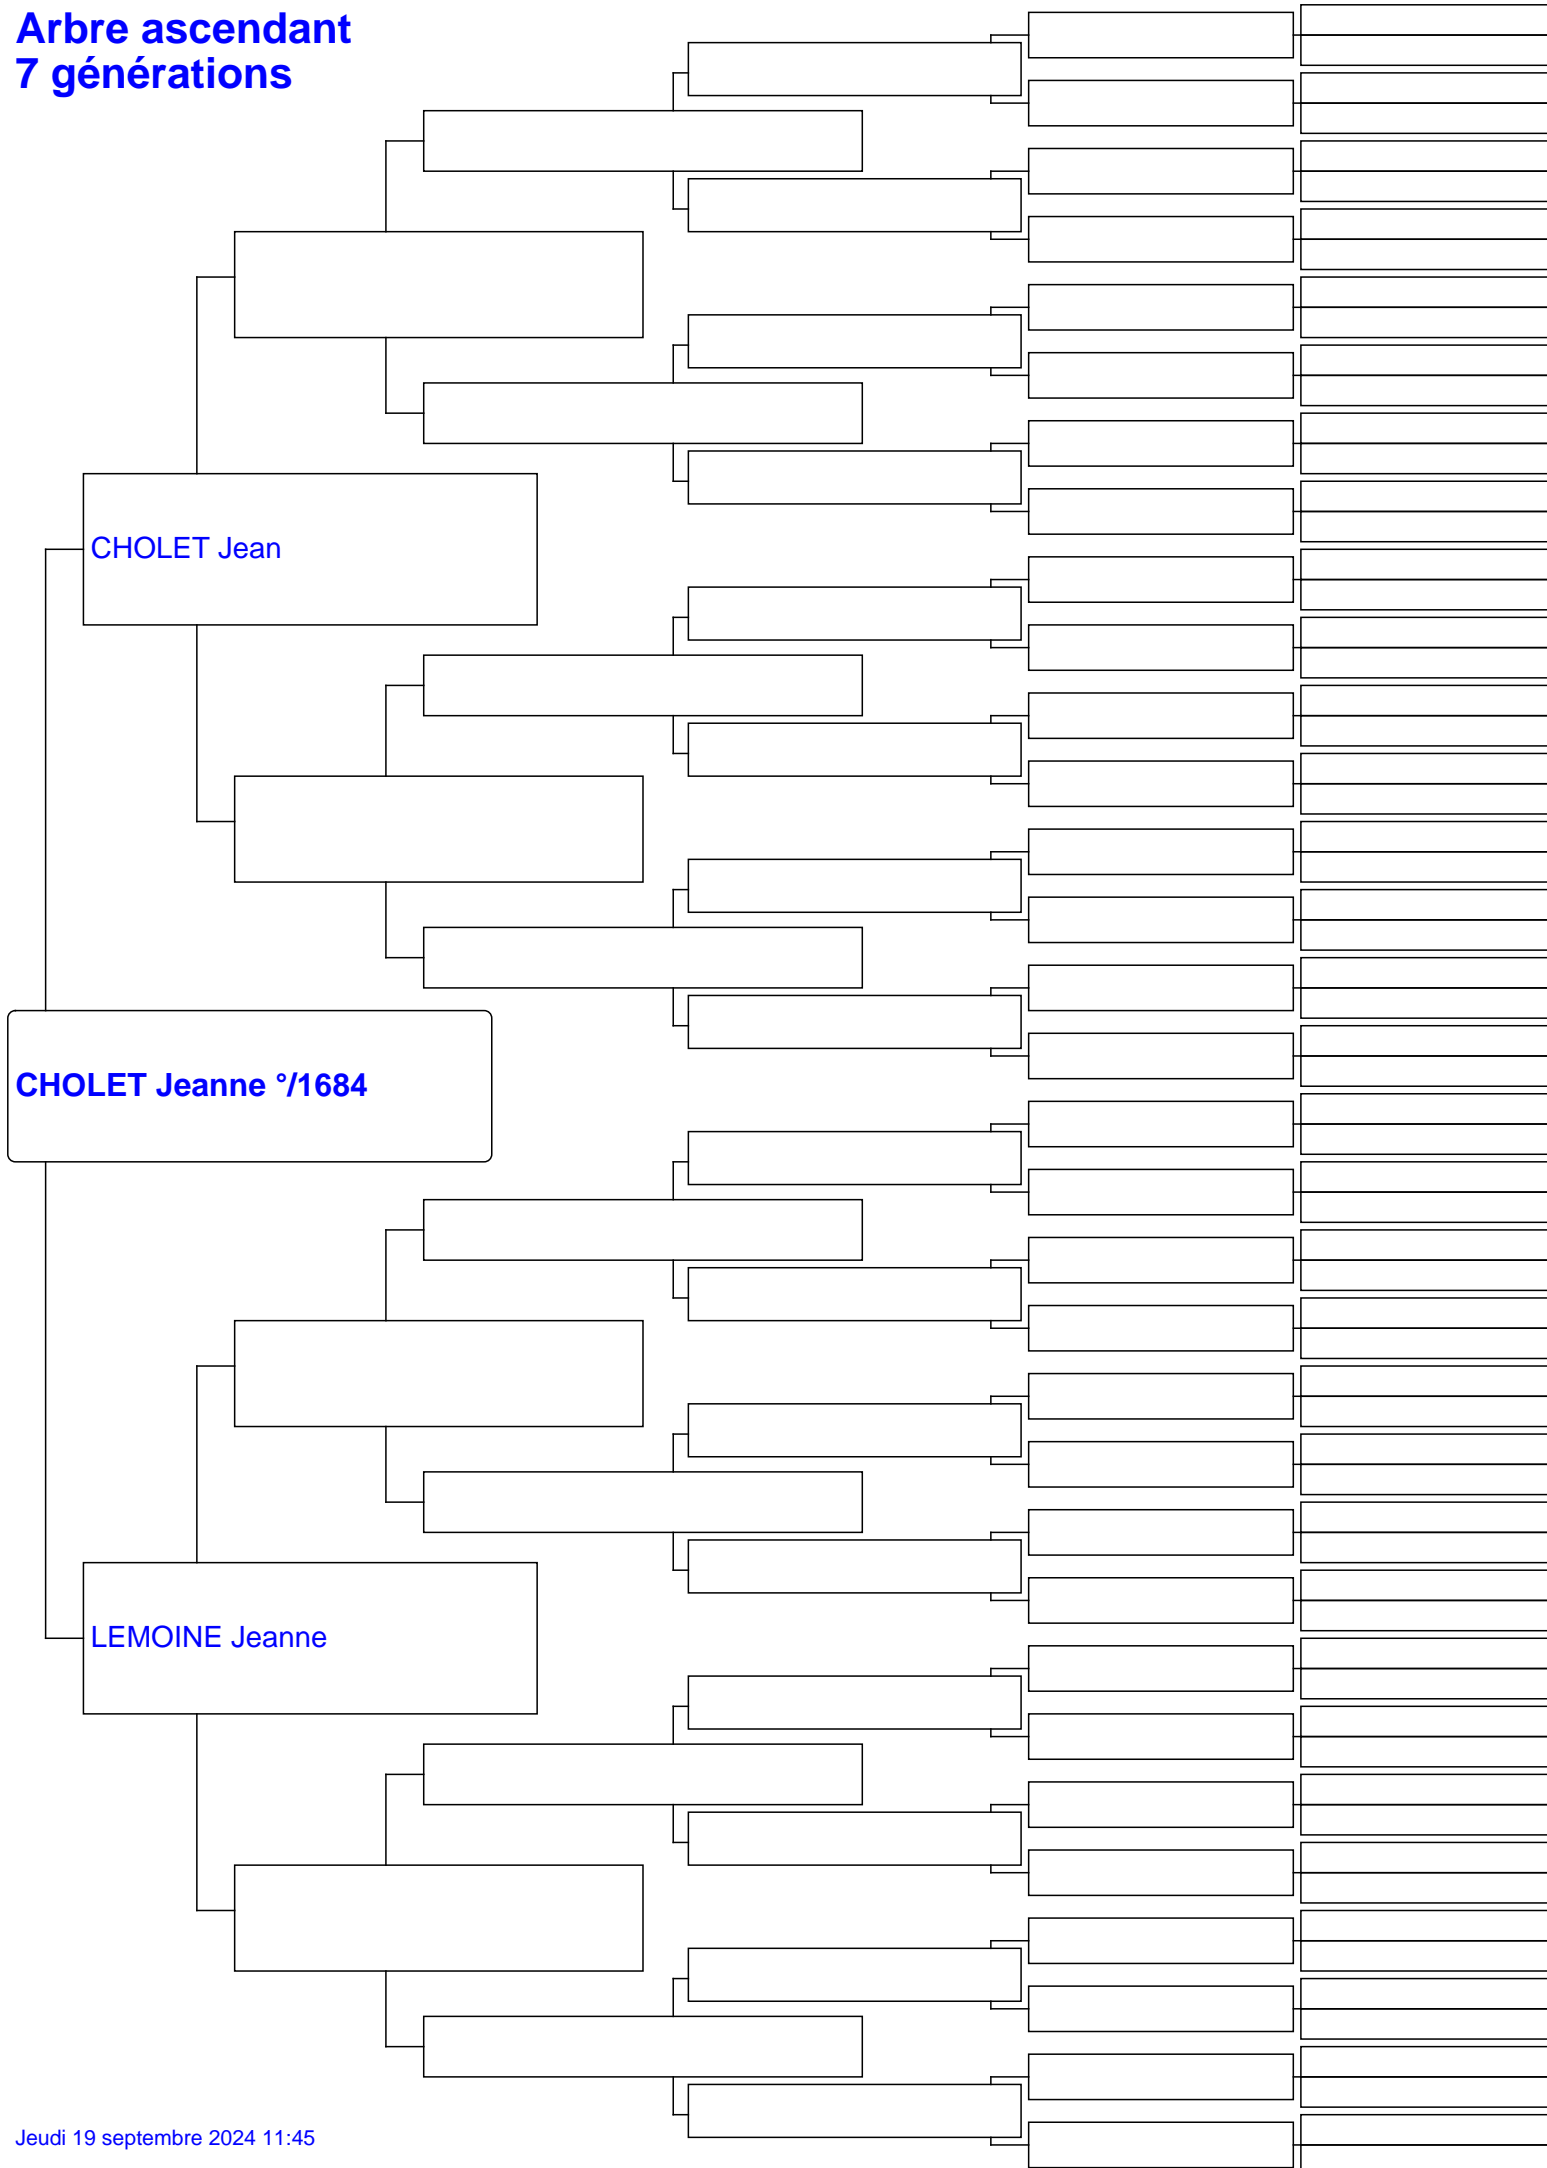 Arbre ascendant
7 générations
CHOLET Jean
CHOLET Jeanne °/1684
LEMOINE Jeanne
Jeudi 19 septembre 2024 11:45